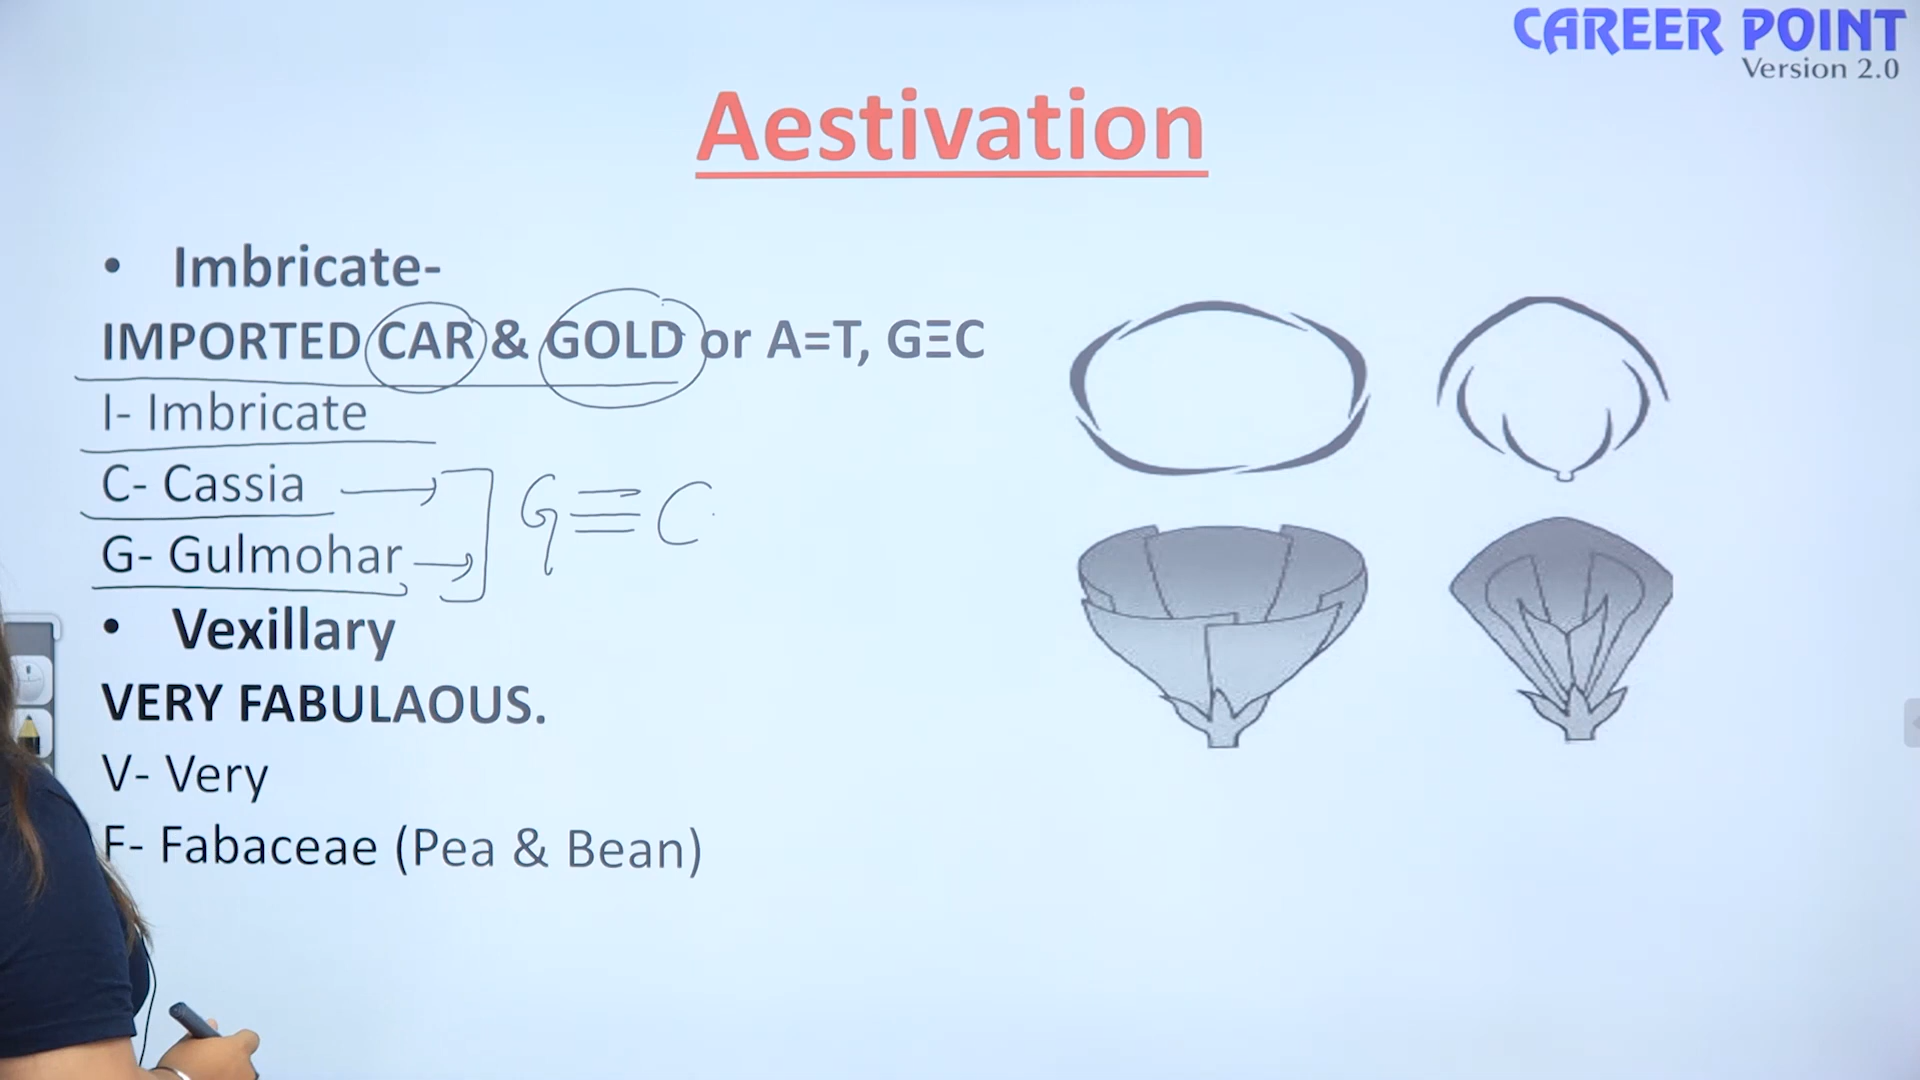 CAREER POINT
Version 2.0
Aestivation
• Imbricate-
IMPORTED CAR & GOLD or A=T, GΞC
I- Imbricate
C- Cassia
G- Gulmohar
G≡C
• Vexillary
VERY FABULAOUS.
V- Very
F- Fabaceae (Pea & Bean)